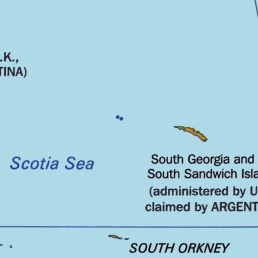 .K.,
TINA)
Scotia Sea
South Georgia and
South Sandwich Isla
(administered by U
claimed by ARGENT
SOUTH ORKNEY